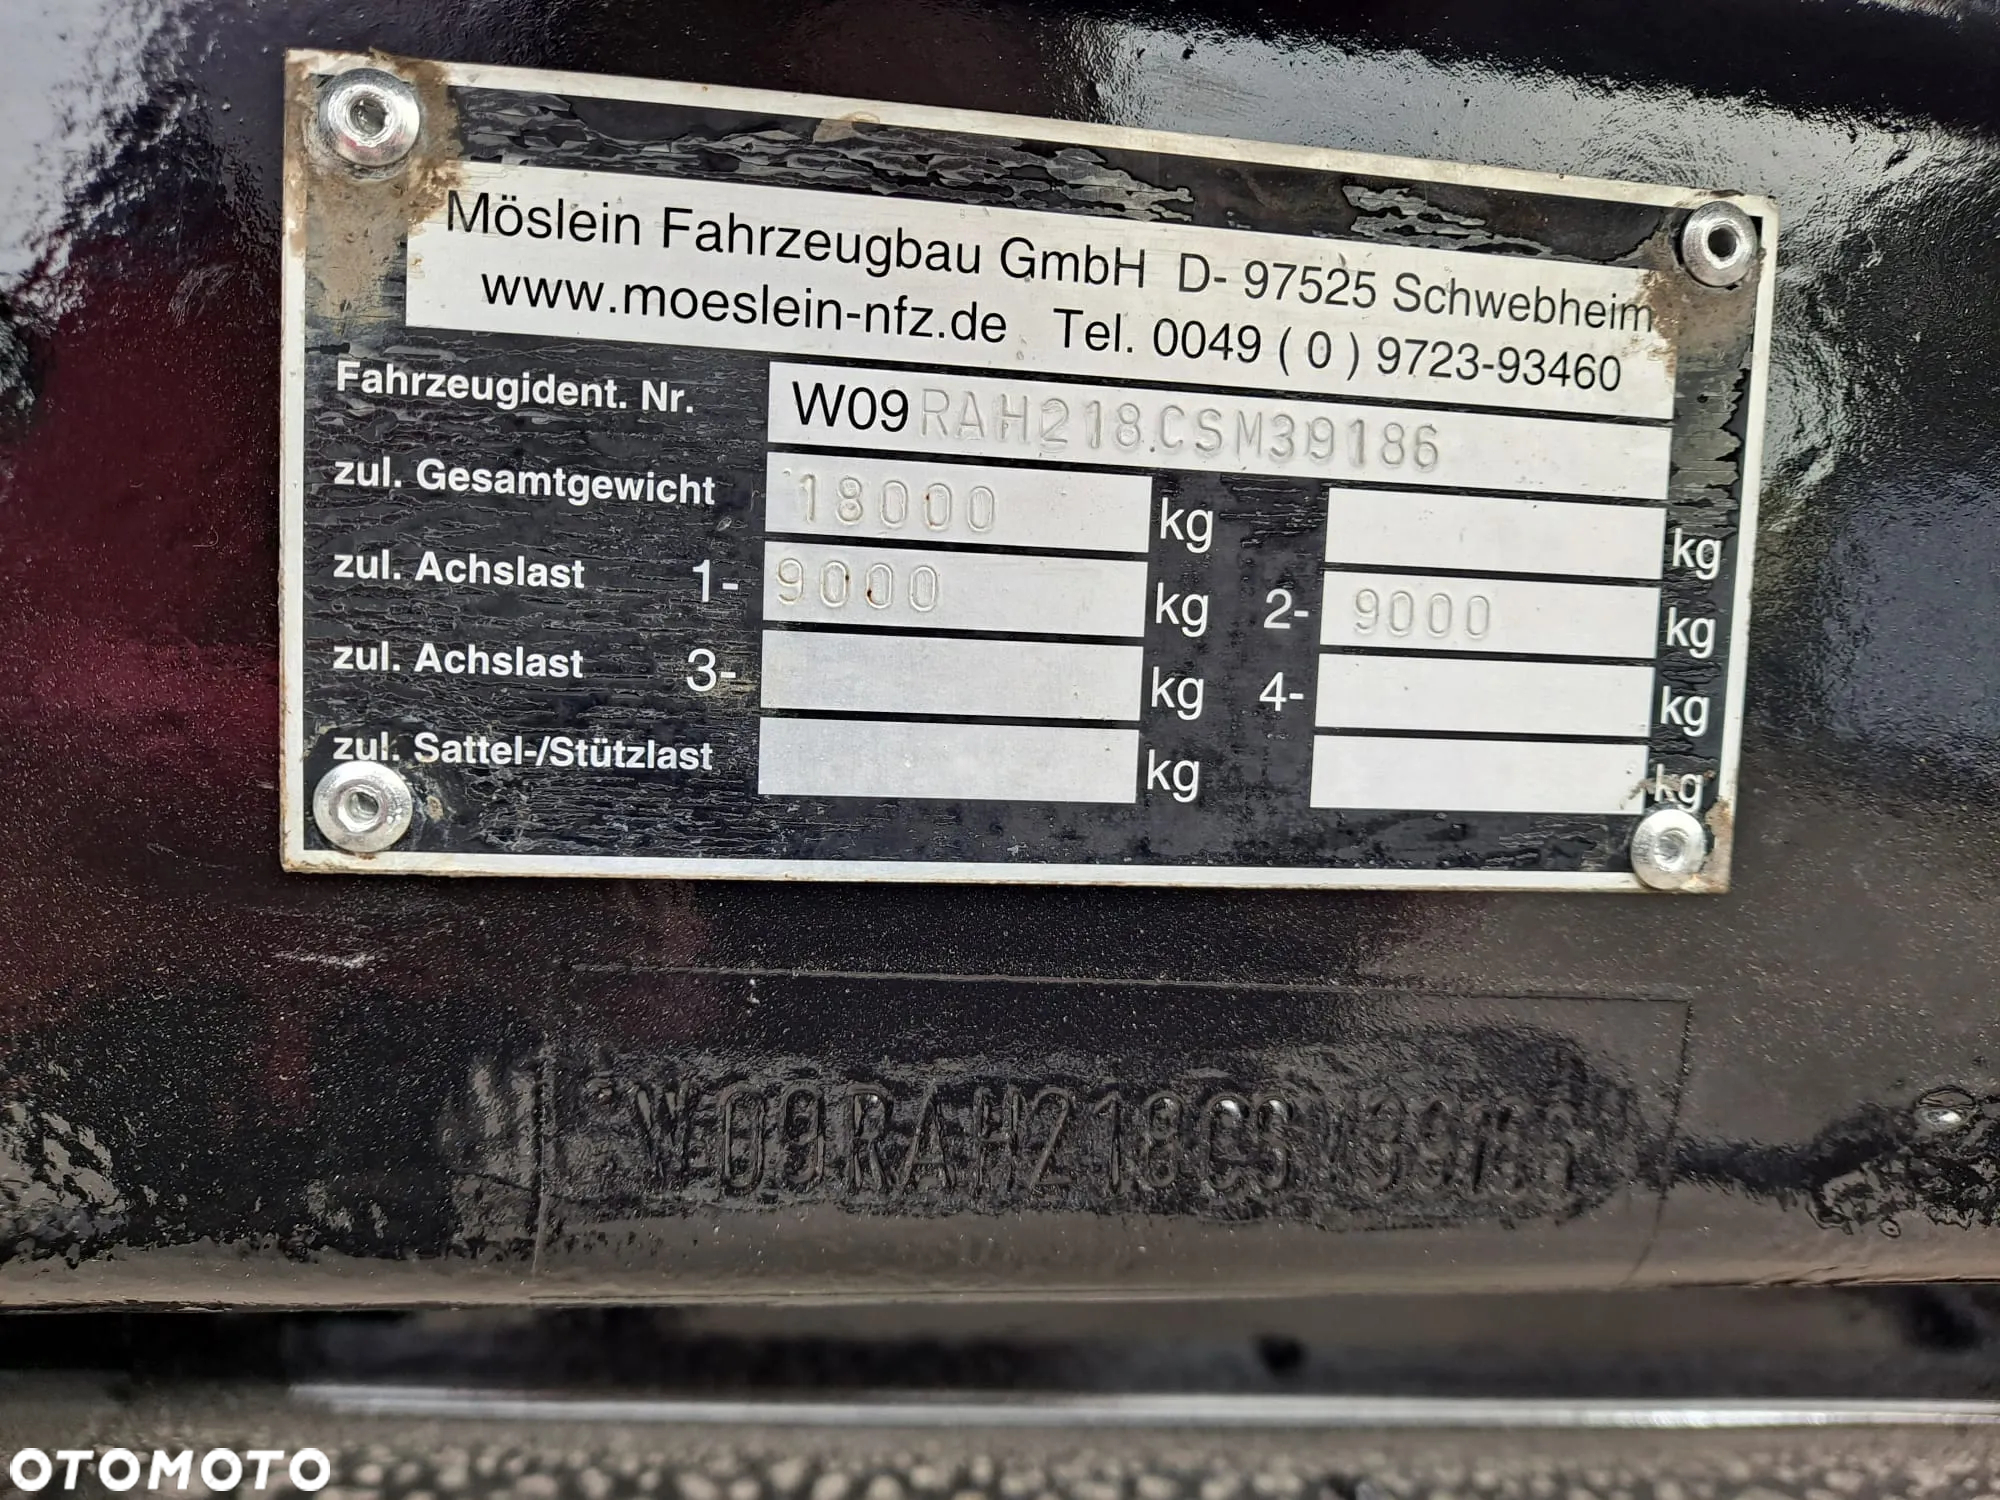 Möslein Fahrzeugbau GmbH D- 97525 Schwebheim
www.moeslein-nfz.de Tel. 0049 ( 0 ) 9723-93460
Fahrzeugident. Nr. W09RAH218CSM39186
zul. Gesamtgewicht 18000 kg kg
zul. Achslast 1- 9000 kg 2- 9000 kg
zul. Achslast 3- kg 4- kg
zul. Sattel-/Stützlast kg kg
W09RAH218CSM39186
OTOMOTO